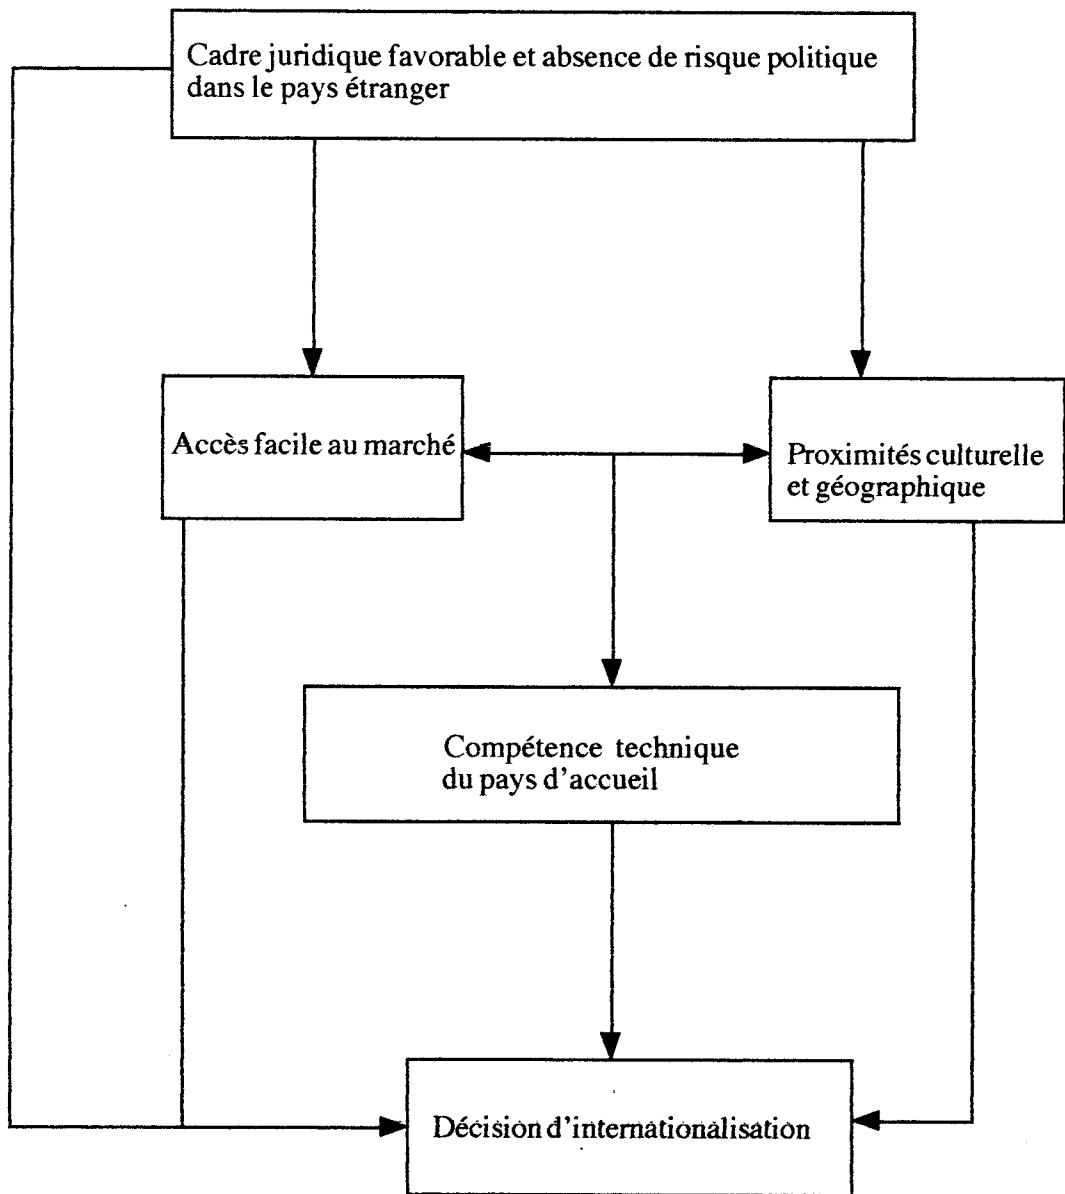 Cadre juridique favorable et absence de risque politique
dans le pays étranger
Accès facile au marché
Proximités culturelle
et géographique
Compétence technique
du pays d'accueil
Décision d'internationalisation